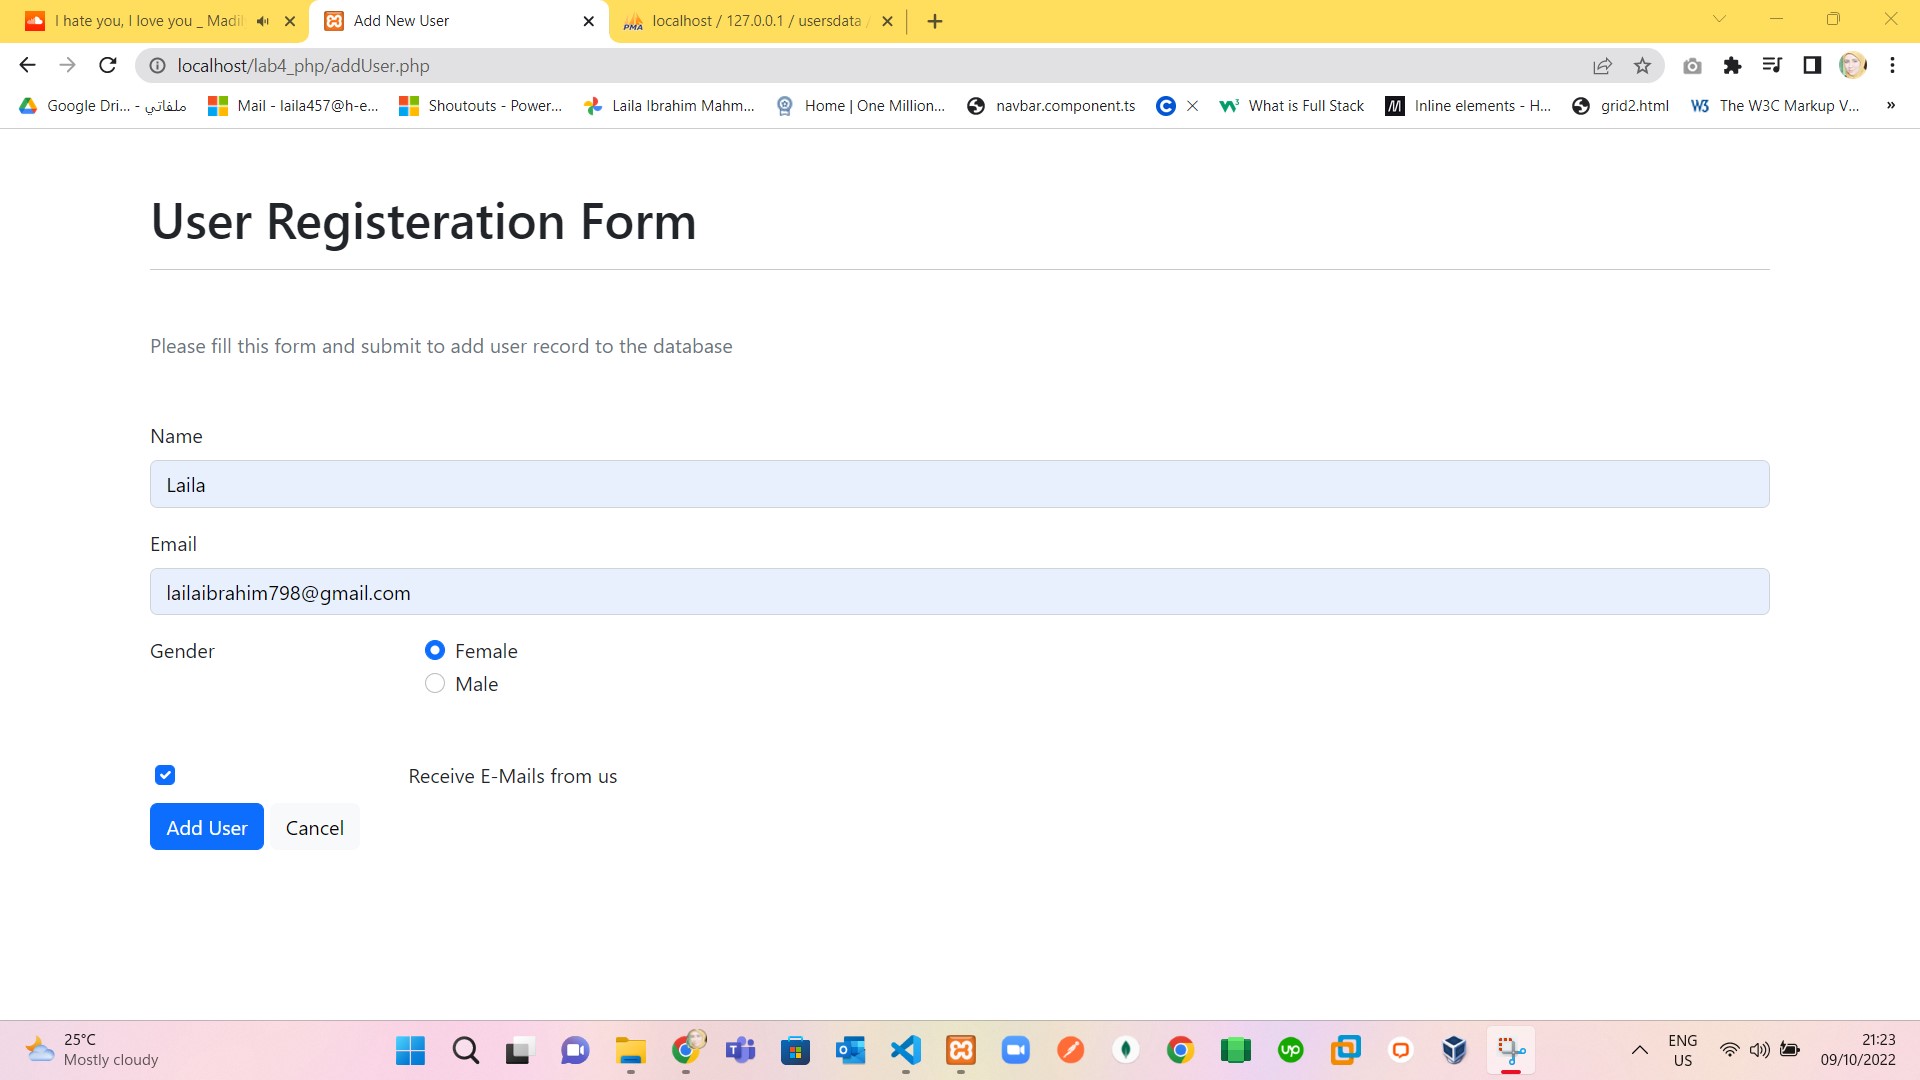 I hate you, I love you _ Madil
Add New User
localhost / 127.0.0.1 / usersdata /
localhost/lab4_php/addUser.php
Google Dri... - ملفاتي
Mail - laila457@h-e...
Shoutouts - Power...
Laila Ibrahim Mahm...
Home | One Million...
navbar.component.ts
What is Full Stack
Inline elements - H...
grid2.html
The W3C Markup V...
»
User Registeration Form
Please fill this form and submit to add user record to the database
Name
Laila
Email
lailaibrahim798@gmail.com
Gender
Female
Male
Receive E-Mails from us
Add User
Cancel
25°C
Mostly cloudy
ENG
US
21:23
09/10/2022